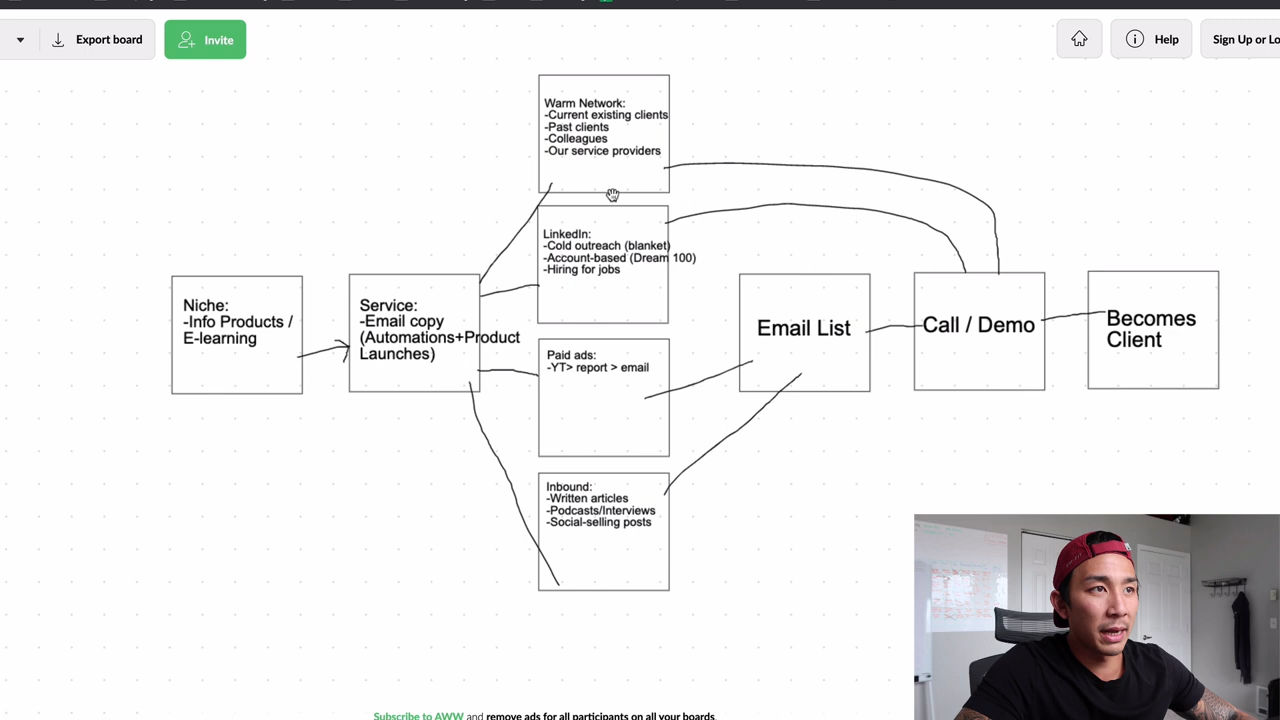 Export board
Invite
Help
Sign Up or Lo
Warm Network:
-Current existing clients
-Past clients
-Colleagues
-Our service providers
LinkedIn:
-Cold outreach (blanket)
-Account-based (Dream 100)
-Hiring for jobs
Niche:
-Info Products /
E-learning
Service:
-Email copy
(Automations+Product
Launches)
Paid ads:
-YT> report > email
Inbound:
-Written articles
-Podcasts/Interviews
-Social-selling posts
Email List
Call / Demo
Becomes
Client
Subscribe to AWW and remove ads for all participants on all your boards.